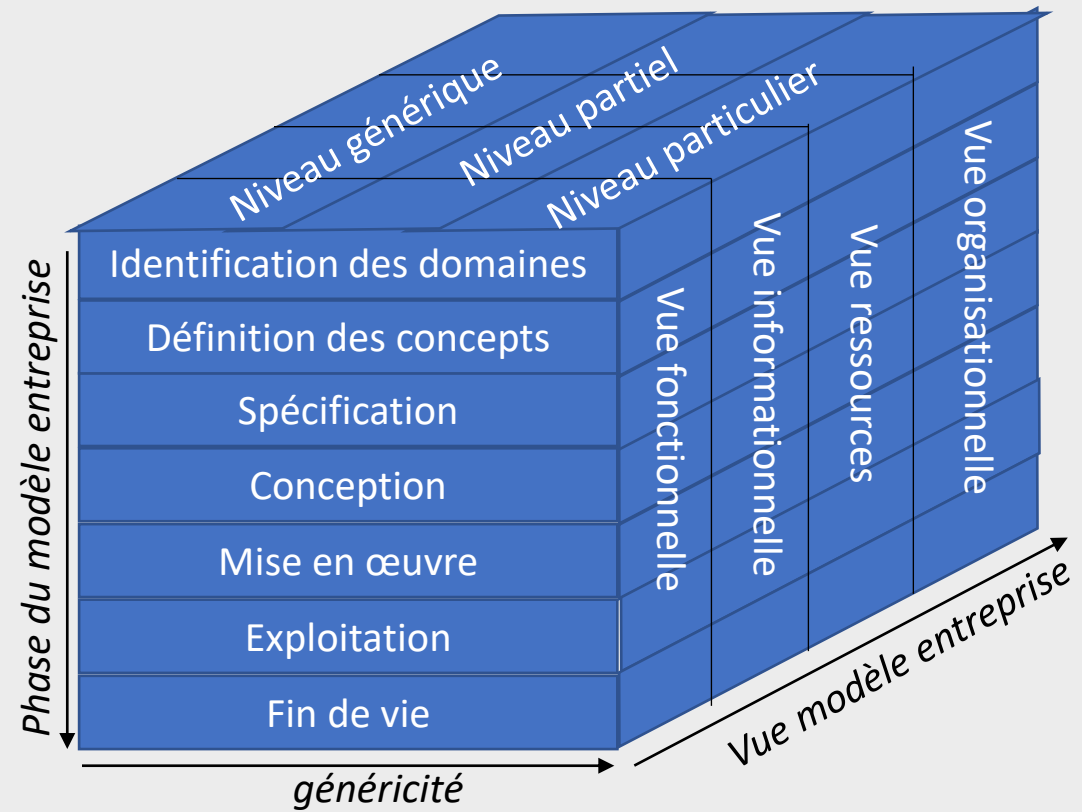 Niveau générique
Niveau partiel
Niveau particulier
Phase du modèle entreprise
Identification des domaines
Définition des concepts
Spécification
Conception
Mise en œuvre
Exploitation
Fin de vie
Vue fonctionnelle
Vue informationnelle
Vue ressources
Vue organisationnelle
Vue modèle entreprise
généricité